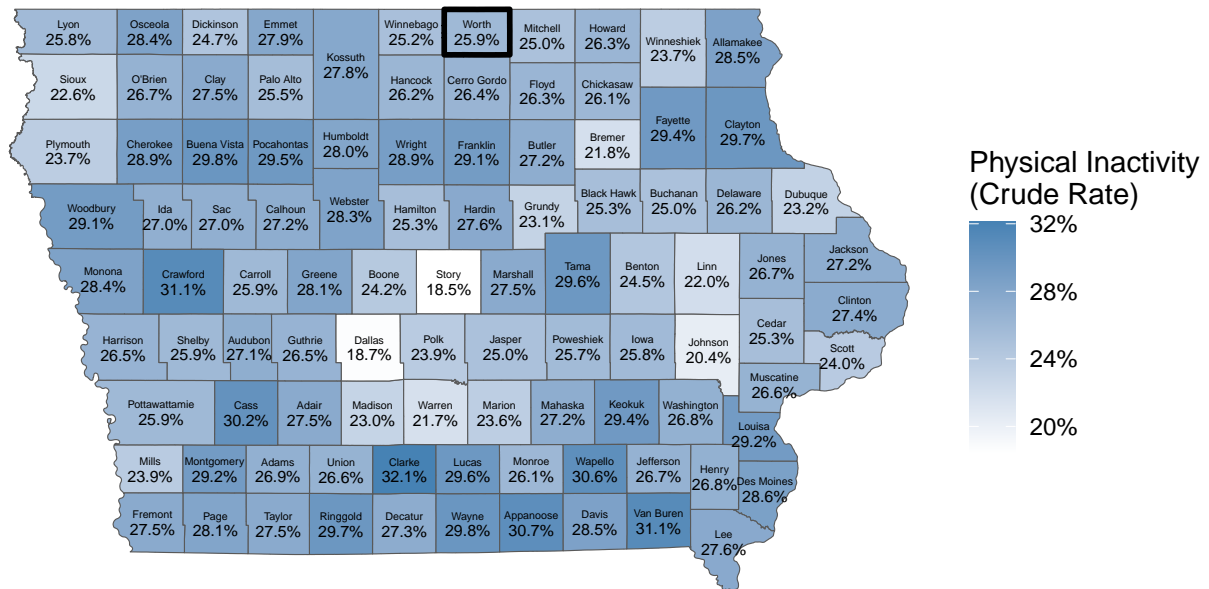 Lyon
25.8%
Osceola
28.4%
Dickinson
24.7%
Emmet
27.9%
Kossuth
27.8%
Winnebago
25.2%
Worth
25.9%
Mitchell
25.0%
Howard
26.3%
Winneshiek
23.7%
Allamakee
28.5%
Sioux
22.6%
O'Brien
26.7%
Clay
27.5%
Palo Alto
25.5%
Hancock
26.2%
Cerro Gordo
26.4%
Floyd
26.3%
Chickasaw
26.1%
Plymouth
23.7%
Cherokee
28.9%
Buena Vista
29.8%
Pocahontas
29.5%
Humboldt
28.0%
Wright
28.9%
Franklin
29.1%
Butler
27.2%
Bremer
21.8%
Fayette
29.4%
Clayton
29.7%
Woodbury
29.1%
Ida
27.0%
Sac
27.0%
Calhoun
27.2%
Webster
28.3%
Hamilton
25.3%
Hardin
27.6%
Grundy
23.1%
Black Hawk
25.3%
Buchanan
25.0%
Delaware
26.2%
Dubuque
23.2%
Monona
28.4%
Crawford
31.1%
Carroll
25.9%
Greene
28.1%
Boone
24.2%
Story
18.5%
Marshall
27.5%
Tama
29.6%
Benton
24.5%
Linn
22.0%
Jones
26.7%
Jackson
27.2%
Clinton
27.4%
Harrison
26.5%
Shelby
25.9%
Audubon
27.1%
Guthrie
26.5%
Dallas
18.7%
Polk
23.9%
Jasper
25.0%
Poweshiek
25.7%
Iowa
25.8%
Johnson
20.4%
Cedar
25.3%
Scott
24.0%
Muscatine
26.6%
Pottawattamie
25.9%
Cass
30.2%
Adair
27.5%
Madison
23.0%
Warren
21.7%
Marion
23.6%
Mahaska
27.2%
Keokuk
29.4%
Washington
26.8%
Louisa
29.2%
Mills
23.9%
Montgomery
29.2%
Adams
26.9%
Union
26.6%
Clarke
32.1%
Lucas
29.6%
Monroe
26.1%
Wapello
30.6%
Jefferson
26.7%
Henry
26.8%
Des Moines
28.6%
Fremont
27.5%
Page
28.1%
Taylor
27.5%
Ringgold
29.7%
Decatur
27.3%
Wayne
29.8%
Appanoose
30.7%
Davis
28.5%
Van Buren
31.1%
Lee
27.6%
Physical Inactivity
(Crude Rate)
32%
28%
24%
20%